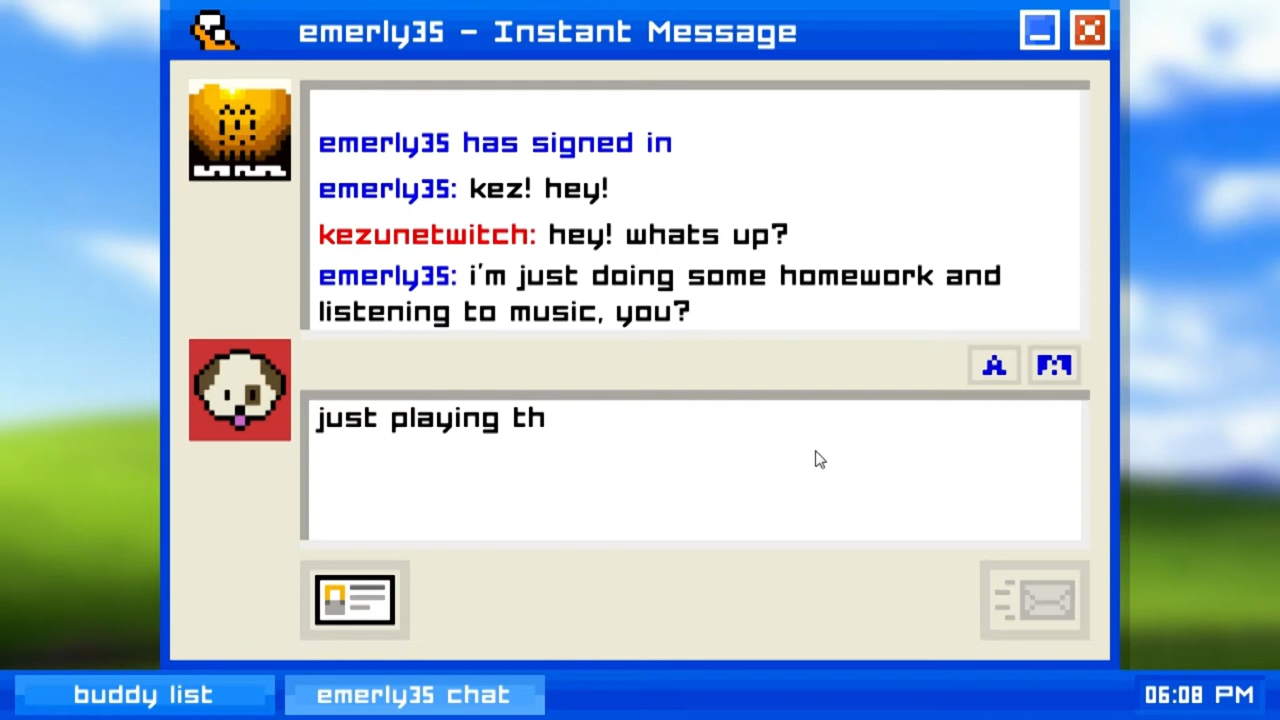 emerly35 - Instant Message
emerly35 has signed in
emerly35: kez! hey!
kezunetwitch: hey! whats up?
emerly35: i'm just doing some homework and
listening to music, you?
A
just playing th
buddy list
emerly35 chat
06:08 PM